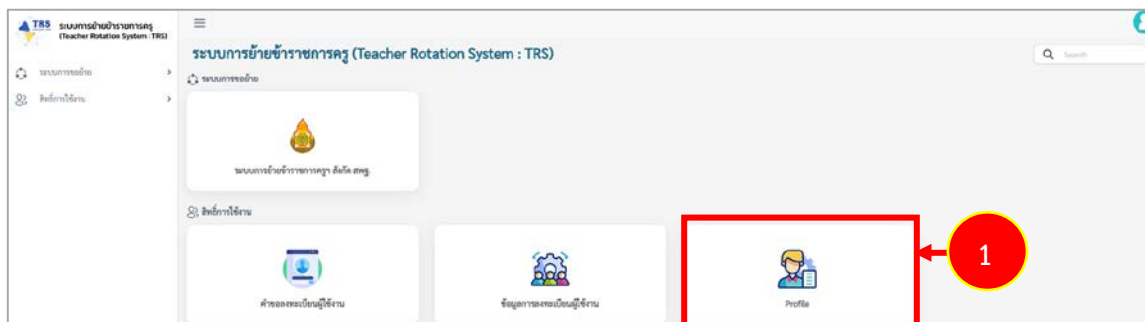 TRS ระบบการย้ายข้าราชการครู
(Teacher Rotation System : TRS)
ระบบการย้ายข้าราชการครู (Teacher Rotation System : TRS)
Search
ระบบการขอย้าย
ระบบการขอย้าย
สิทธิ์การใช้งาน
ระบบการย้ายข้าราชการครูฯ สังกัด สพฐ.
สิทธิ์การใช้งาน
1
คำขอลงทะเบียนผู้ใช้งาน
ข้อมูลการลงทะเบียนผู้ใช้งาน
Profile